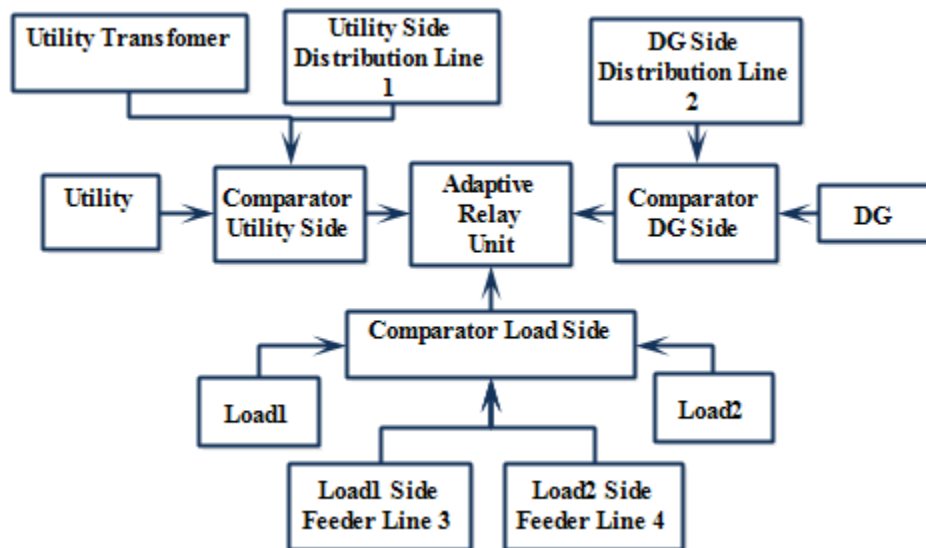 Utility Transfomer
Utility Side
Distribution Line
1
DG Side
Distribution Line
2
Utility
Comparator
Utility Side
Adaptive
Relay
Unit
Comparator
DG Side
DG
Comparator Load Side
Load1
Load2
Load1 Side
Feeder Line 3
Load2 Side
Feeder Line 4